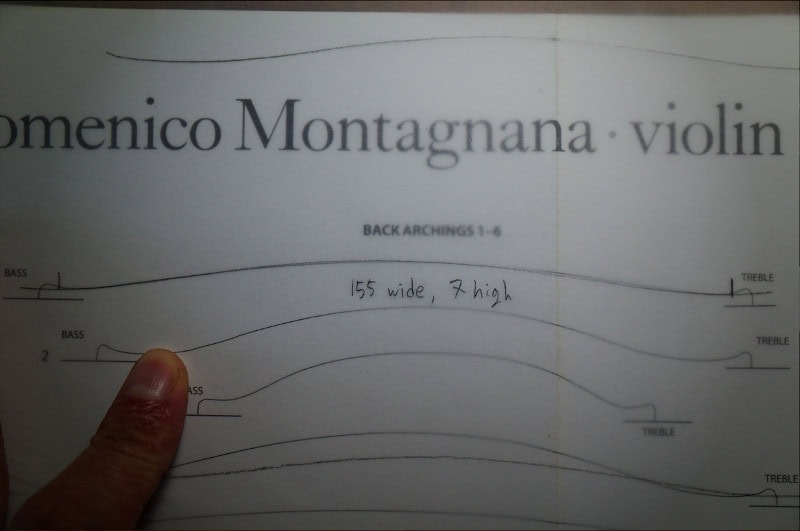 omenico Montagnana · violin
BACK ARCHINGS 1–6
BASS TREBLE
155 wide, 7 high
BASS TREBLE
2
ASS TREBLE
TREBLE